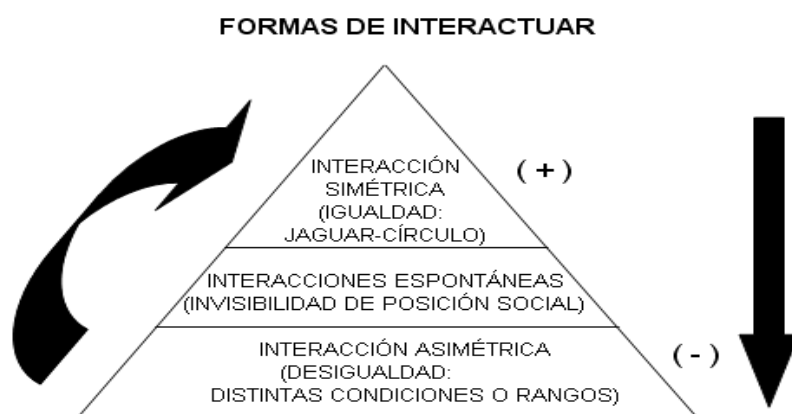 FORMAS DE INTERACTUAR
INTERACCIÓN
SIMÉTRICA
(IGUALDAD:
JAGUAR-CÍRCULO)
( + )
INTERACCIONES ESPONTÁNEAS
(INVISIBILIDAD DE POSICIÓN SOCIAL)
INTERACCIÓN ASIMÉTRICA
(DESIGUALDAD:
DISTINTAS CONDICIONES O RANGOS)
( - )